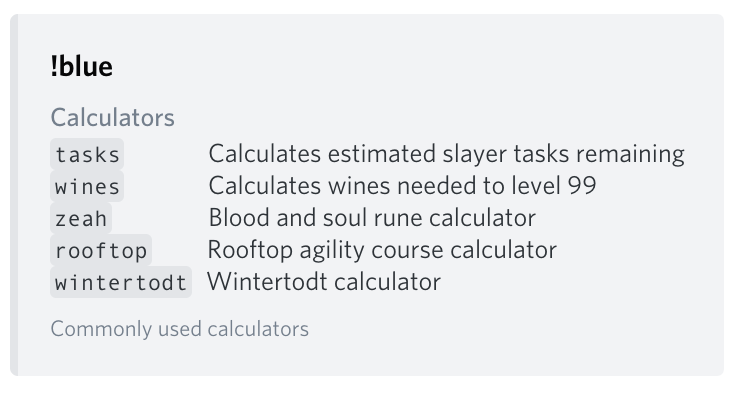 !blue
Calculators
tasks Calculates estimated slayer tasks remaining
wines Calculates wines needed to level 99
zeah Blood and soul rune calculator
rooftop Rooftop agility course calculator
wintertodt Wintertodt calculator
Commonly used calculators